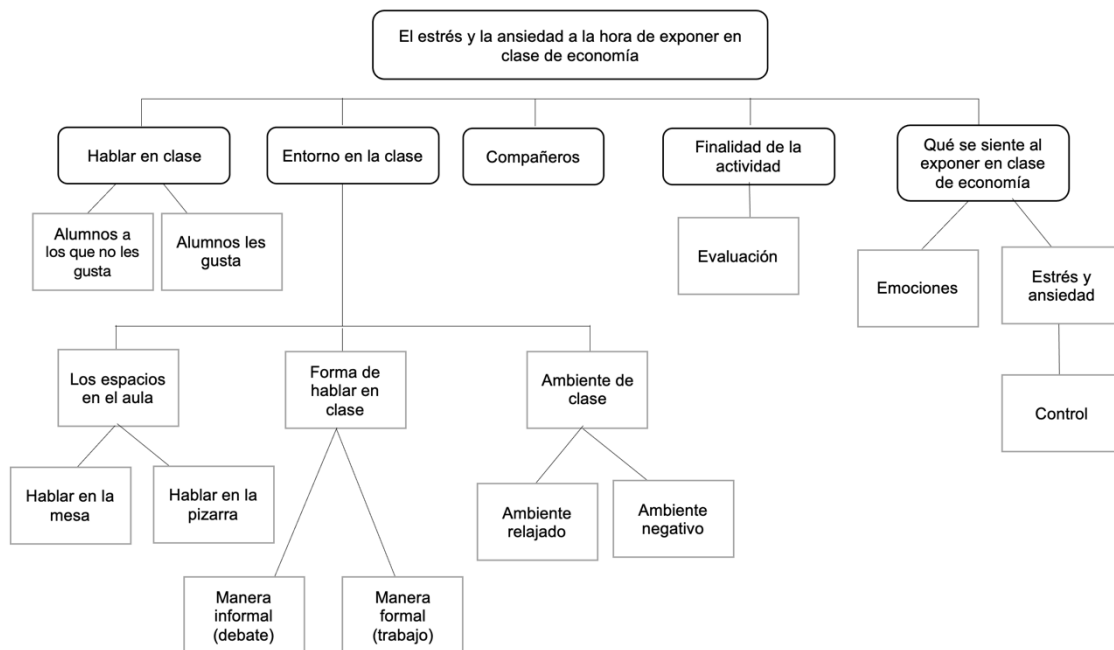 El estrés y la ansiedad a la hora de exponer en
clase de economía
Hablar en clase
Entorno en la clase
Compañeros
Finalidad de la
actividad
Qué se siente al
exponer en clase
de economía
Alumnos a
los que no les
gusta
Alumnos les
gusta
Evaluación
Emociones
Estrés y
ansiedad
Los espacios
en el aula
Forma de
hablar en
clase
Ambiente de
clase
Control
Hablar en la
mesa
Hablar en la
pizarra
Ambiente
relajado
Ambiente
negativo
Manera
informal
(debate)
Manera
formal
(trabajo)